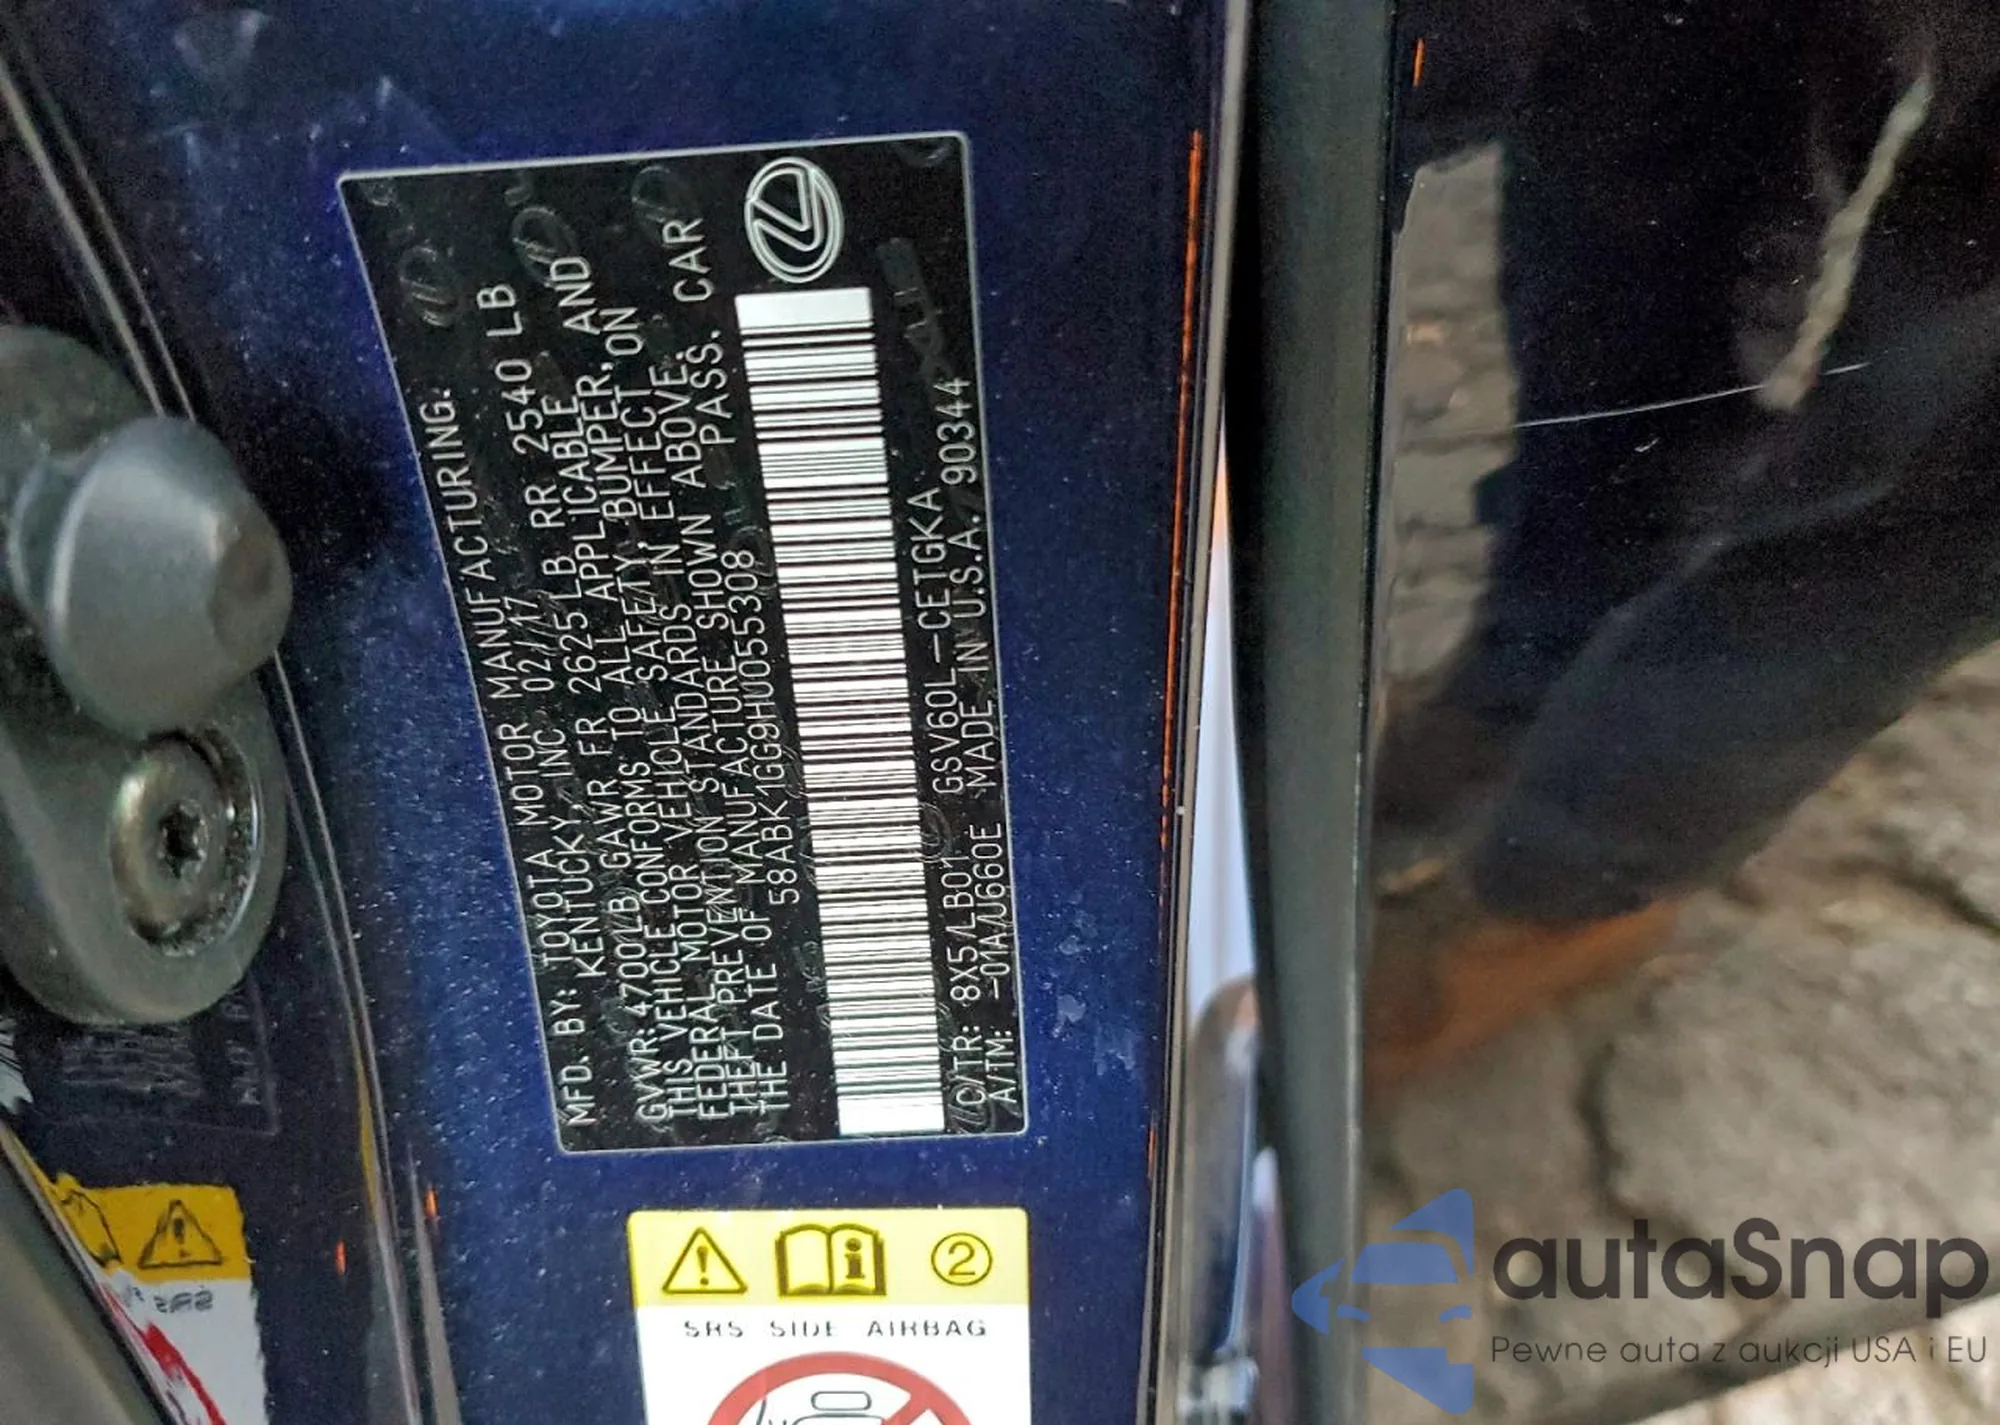 MFD. BY: TOYOTA MOTOR MANUFACTURING.
KENTUCKY, INC. 02/17
GVWR: 4700 LB GAWR FR 2625 LB RR 2540 LB
THIS VEHICLE CONFORMS TO ALL APPLICABLE
FEDERAL MOTOR VEHICLE SAFETY, BUMPER, AND
THEFT PREVENTION STANDARDS IN EFFECT ON
THE DATE OF MANUFACTURE SHOWN ABOVE.
58ABK1GG9HU055308 PASS. CAR
C/TR: 8X5/LB01 GSV60L-CETGKA
A/TM: -01A/U660E MADE IN U.S.A. 90344
2
SRS SIDE AIRBAG
autaSnap
Pewne auta z aukcji USA i EU